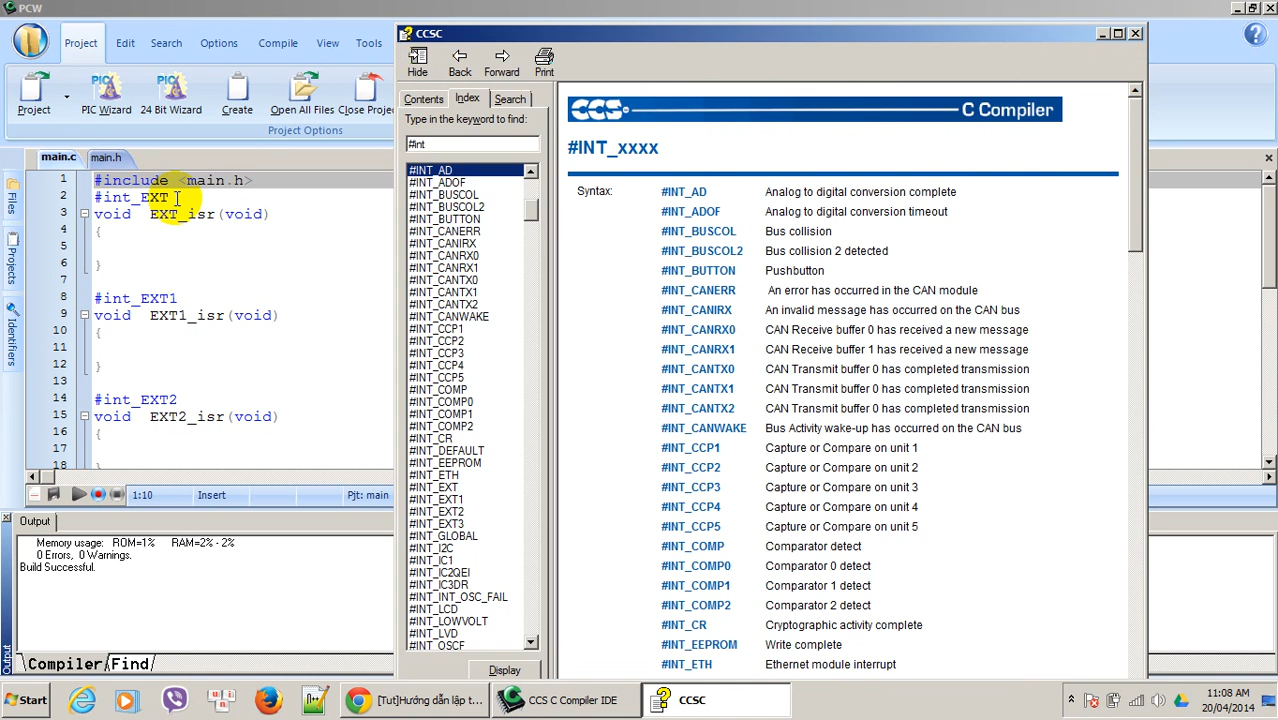 PCW
Project Edit Search Options Compile View Tools
Project PIC Wizard 24 Bit Wizard Create Open All Files Close Proje
Project Options
main.c main.h
Files
Projects
Identifiers
1 #include <main.h>
2 #int_EXT
3 void EXT_isr(void)
4 {
5
6 }
7
8 #int_EXT1
9 void EXT1_isr(void)
10 {
11
12 }
13
14 #int_EXT2
15 void EXT2_isr(void)
16 {
17
18 }
1:10 Insert Pjt: main
Output
Memory usage: ROM=1% RAM=2% - 2%
0 Errors, 0 Warnings.
Build Successful.
Output
Compiler Find
CCSC
Hide Back Forward Print
Contents Index Search
Type in the keyword to find:
#int
#INT_AD
#INT_ADOF
#INT_BUSCOL
#INT_BUSCOL2
#INT_BUTTON
#INT_CANERR
#INT_CANIRX
#INT_CANRX0
#INT_CANRX1
#INT_CANTX0
#INT_CANTX1
#INT_CANTX2
#INT_CANWAKE
#INT_CCP1
#INT_CCP2
#INT_CCP3
#INT_CCP4
#INT_CCP5
#INT_COMP
#INT_COMP0
#INT_COMP1
#INT_COMP2
#INT_CR
#INT_DEFAULT
#INT_EEPROM
#INT_ETH
#INT_EXT
#INT_EXT1
#INT_EXT2
#INT_EXT3
#INT_GLOBAL
#INT_I2C
#INT_IC1
#INT_IC2QEI
#INT_IC3DR
#INT_INT_OSC_FAIL
#INT_LCD
#INT_LOWVOLT
#INT_LVD
#INT_OSCF
Display
CCS C Compiler
#INT_xxxx
Syntax: #INT_AD Analog to digital conversion complete
#INT_ADOF Analog to digital conversion timeout
#INT_BUSCOL Bus collision
#INT_BUSCOL2 Bus collision 2 detected
#INT_BUTTON Pushbutton
#INT_CANERR An error has occurred in the CAN module
#INT_CANIRX An invalid message has occurred on the CAN bus
#INT_CANRX0 CAN Receive buffer 0 has received a new message
#INT_CANRX1 CAN Receive buffer 1 has received a new message
#INT_CANTX0 CAN Transmit buffer 0 has completed transmission
#INT_CANTX1 CAN Transmit buffer 0 has completed transmission
#INT_CANTX2 CAN Transmit buffer 0 has completed transmission
#INT_CANWAKE Bus Activity wake-up has occurred on the CAN bus
#INT_CCP1 Capture or Compare on unit 1
#INT_CCP2 Capture or Compare on unit 2
#INT_CCP3 Capture or Compare on unit 3
#INT_CCP4 Capture or Compare on unit 4
#INT_CCP5 Capture or Compare on unit 5
#INT_COMP Comparator detect
#INT_COMP0 Comparator 0 detect
#INT_COMP1 Comparator 1 detect
#INT_COMP2 Comparator 2 detect
#INT_CR Cryptographic activity complete
#INT_EEPROM Write complete
#INT_ETH Ethernet module interrupt
Start [Tut]Hướng dẫn lập t... CCS C Compiler IDE CCSC 11:08 AM
20/04/2014